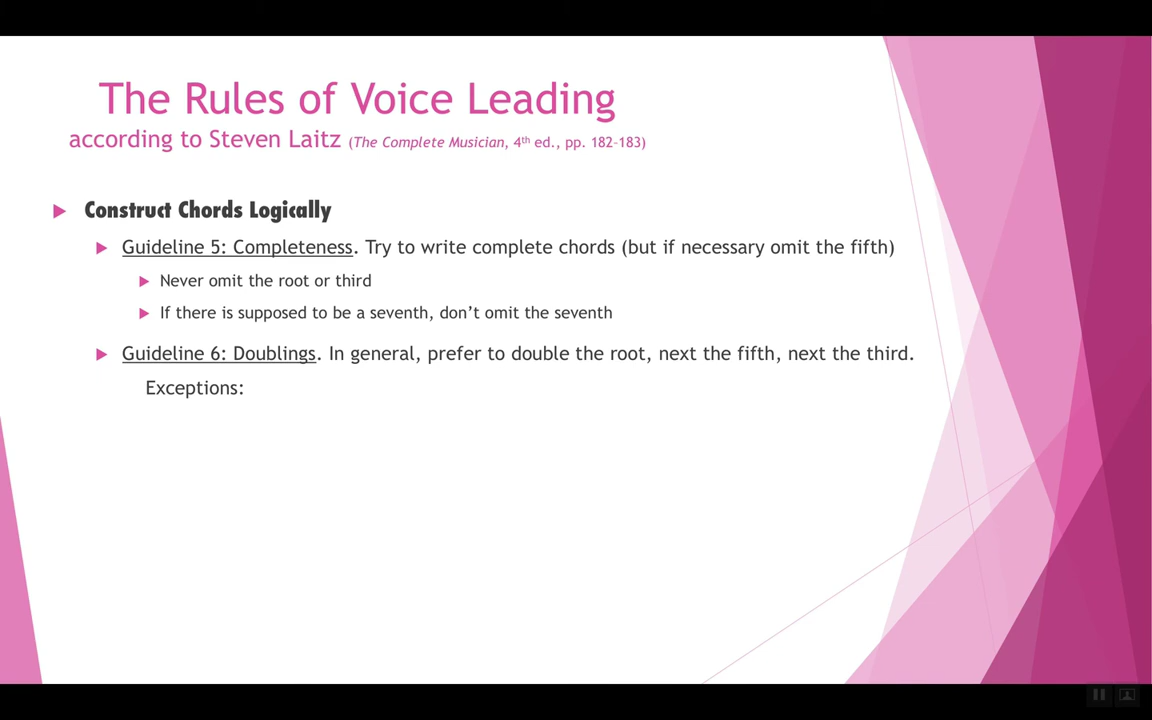 The Rules of Voice Leading
according to Steven Laitz (The Complete Musician, 4th ed., pp. 182-183)
Construct Chords Logically
Guideline 5: Completeness. Try to write complete chords (but if necessary omit the fifth)
Never omit the root or third
If there is supposed to be a seventh, don’t omit the seventh
Guideline 6: Doublings. In general, prefer to double the root, next the fifth, next the third.
Exceptions: